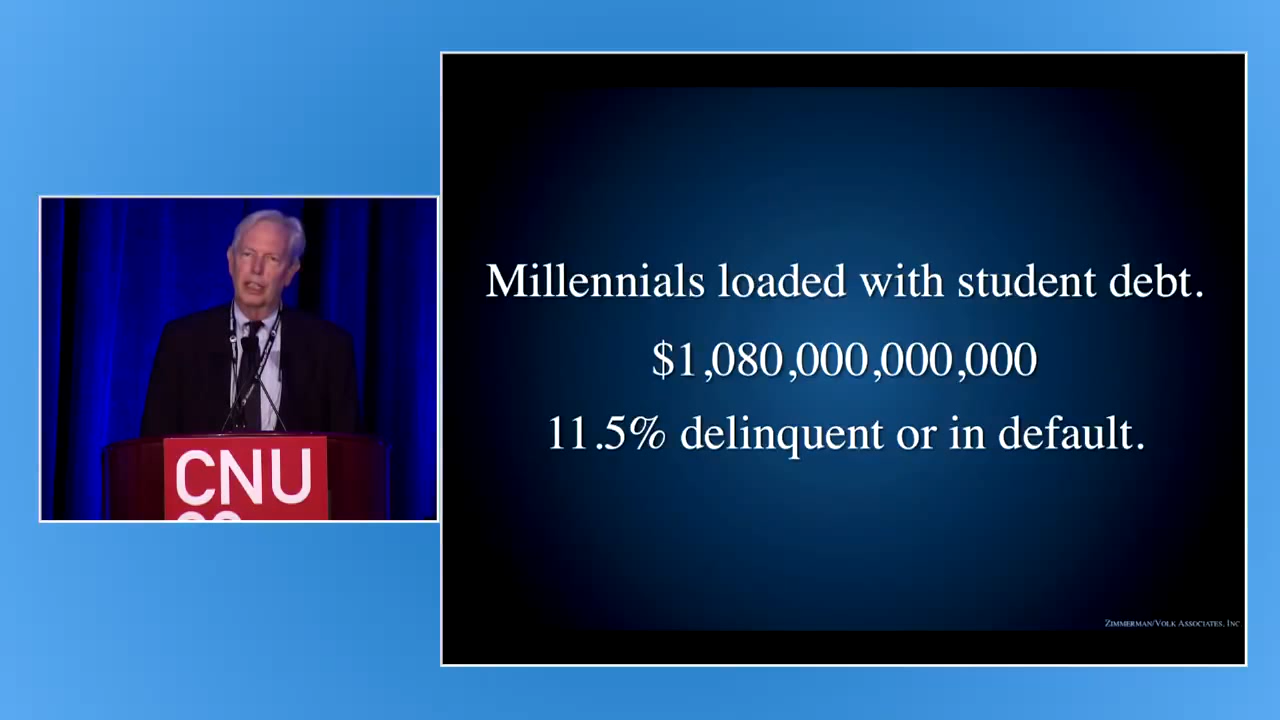 Millennials loaded with student debt.
$1,080,000,000,000
11.5% delinquent or in default.
ZIMMERMAN/VOLK ASSOCIATES, INC
CNU